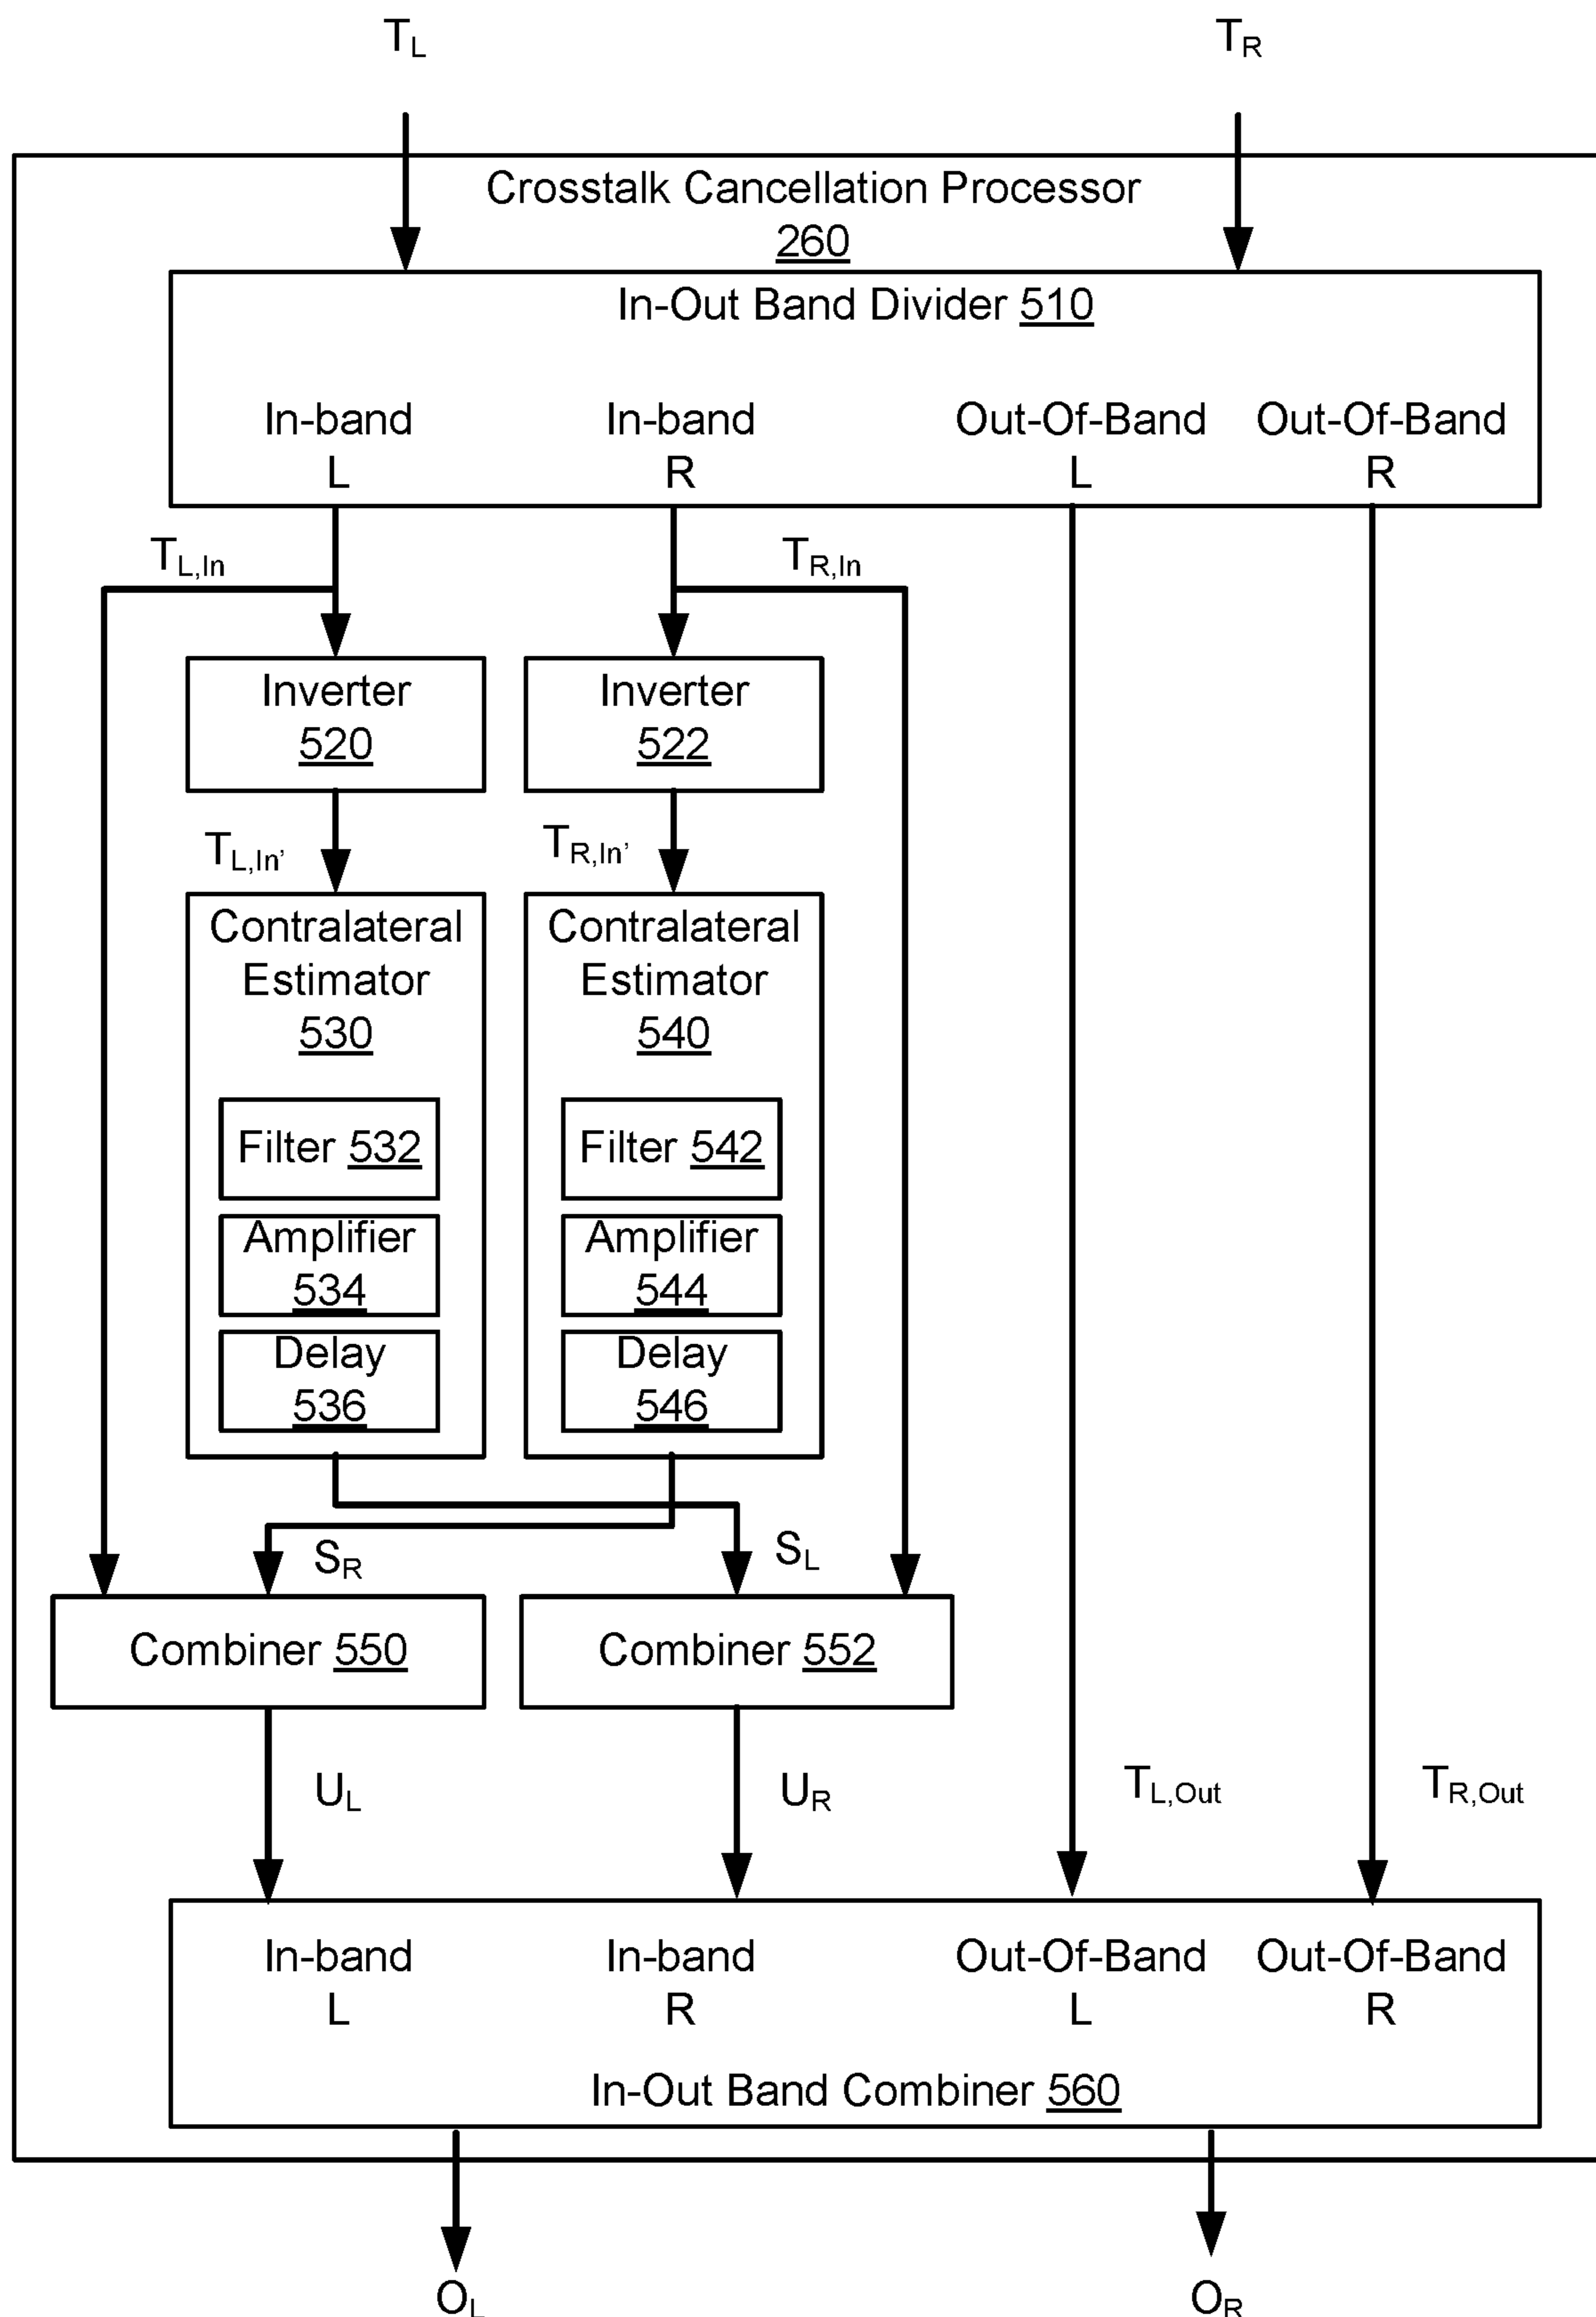 T_L
T_R
Crosstalk Cancellation Processor
260
In-Out Band Divider 510
In-band
L
In-band
R
Out-Of-Band
L
Out-Of-Band
R
T_L,In
T_R,In
Inverter
520
Inverter
522
T_L,In'
T_R,In'
Contralateral
Estimator
530
Filter 532
Amplifier
534
Delay
536
Contralateral
Estimator
540
Filter 542
Amplifier
544
Delay
546
S_R
S_L
Combiner 550
Combiner 552
U_L
U_R
T_L,Out
T_R,Out
In-band
L
In-band
R
Out-Of-Band
L
Out-Of-Band
R
In-Out Band Combiner 560
O_L
O_R